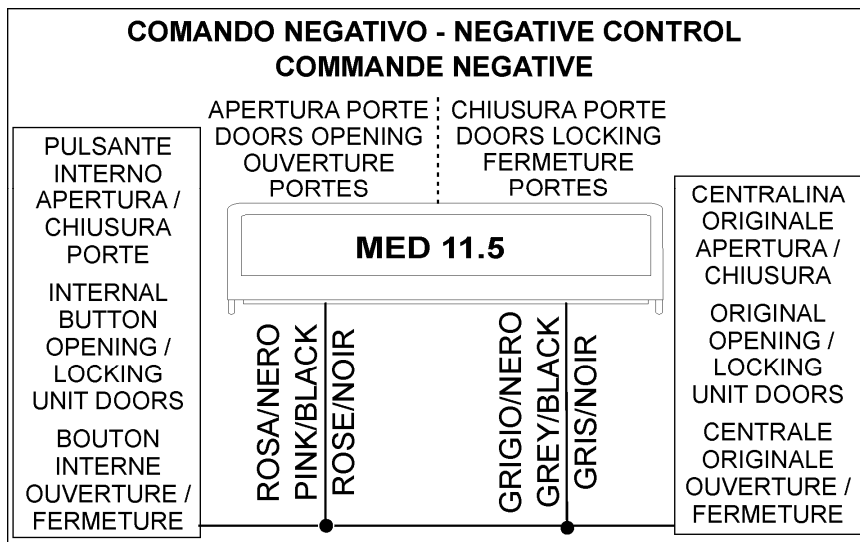 COMANDO NEGATIVO - NEGATIVE CONTROL
COMMANDE NEGATIVE
APERTURA PORTE
DOORS OPENING
OUVERTURE
PORTES
CHIUSURA PORTE
DOORS LOCKING
FERMETURE
PORTES
PULSANTE
INTERNO
APERTURA /
CHIUSURA
PORTE
INTERNAL
BUTTON
OPENING /
LOCKING
UNIT DOORS
BOUTON
INTERNE
OUVERTURE /
FERMETURE
MED 11.5
ROSA/NERO
PINK/BLACK
ROSE/NOIR
GRIGIO/NERO
GREY/BLACK
GRIS/NOIR
CENTRALINA
ORIGINALE
APERTURA /
CHIUSURA
ORIGINAL
OPENING /
LOCKING
UNIT DOORS
CENTRALE
ORIGINALE
OUVERTURE /
FERMETURE